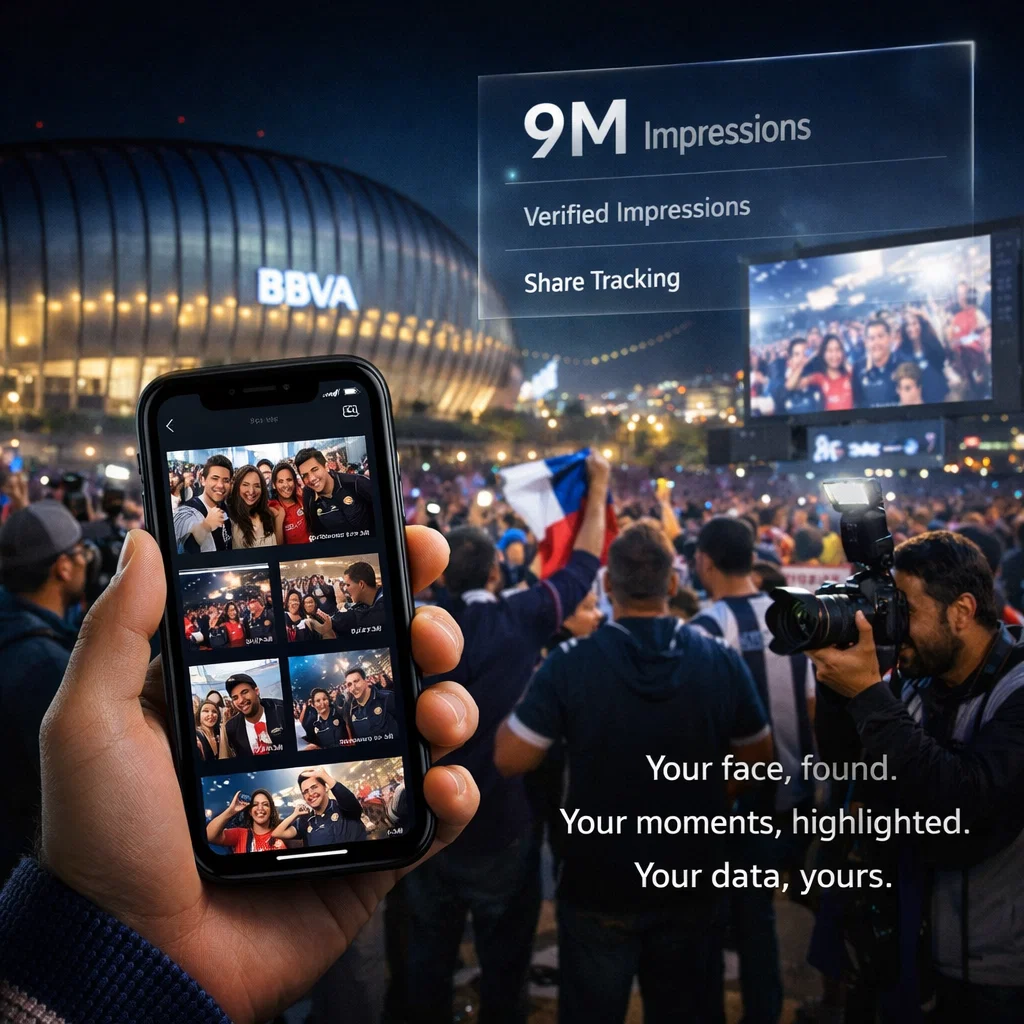 9M Impressions
Verified Impressions
Share Tracking
BBVA
Your face, found.
Your moments, highlighted.
Your data, yours.